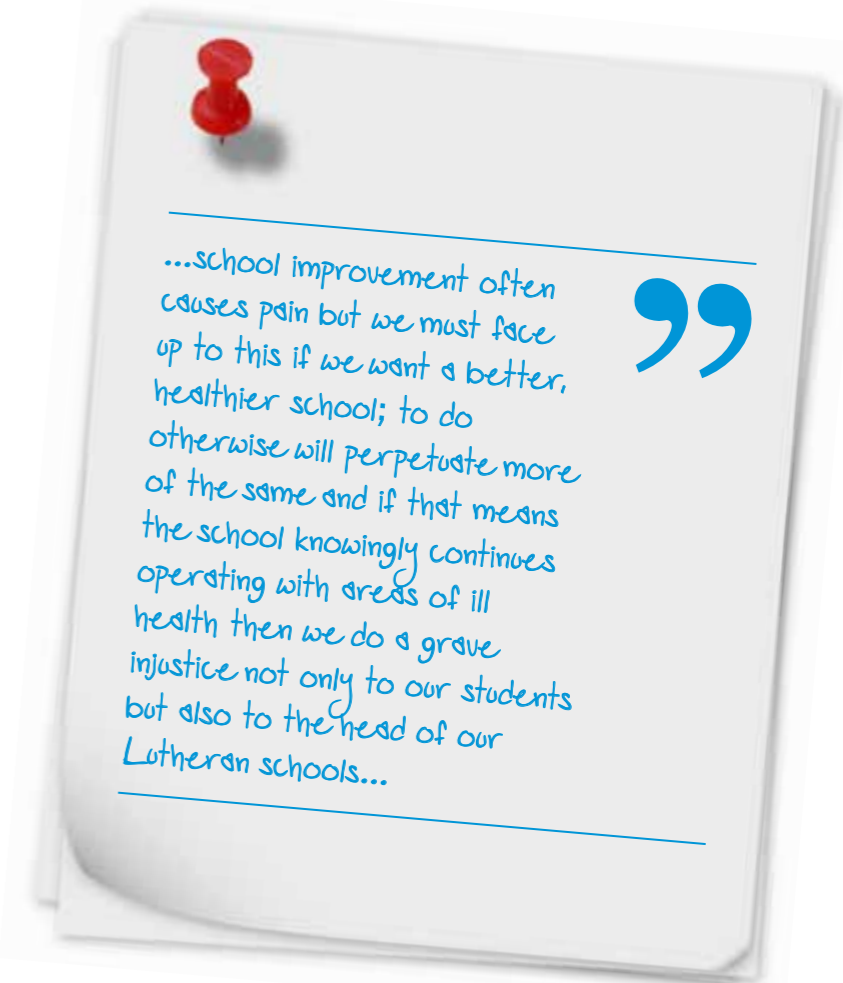 ...school improvement often
causes pain but we must face
up to this if we want a better,
healthier school; to do
otherwise will perpetuate more
of the same and if that means
the school knowingly continues
operating with areas of ill
health then we do a grave
injustice not only to our students
but also to the head of our
Lutheran schools...
”